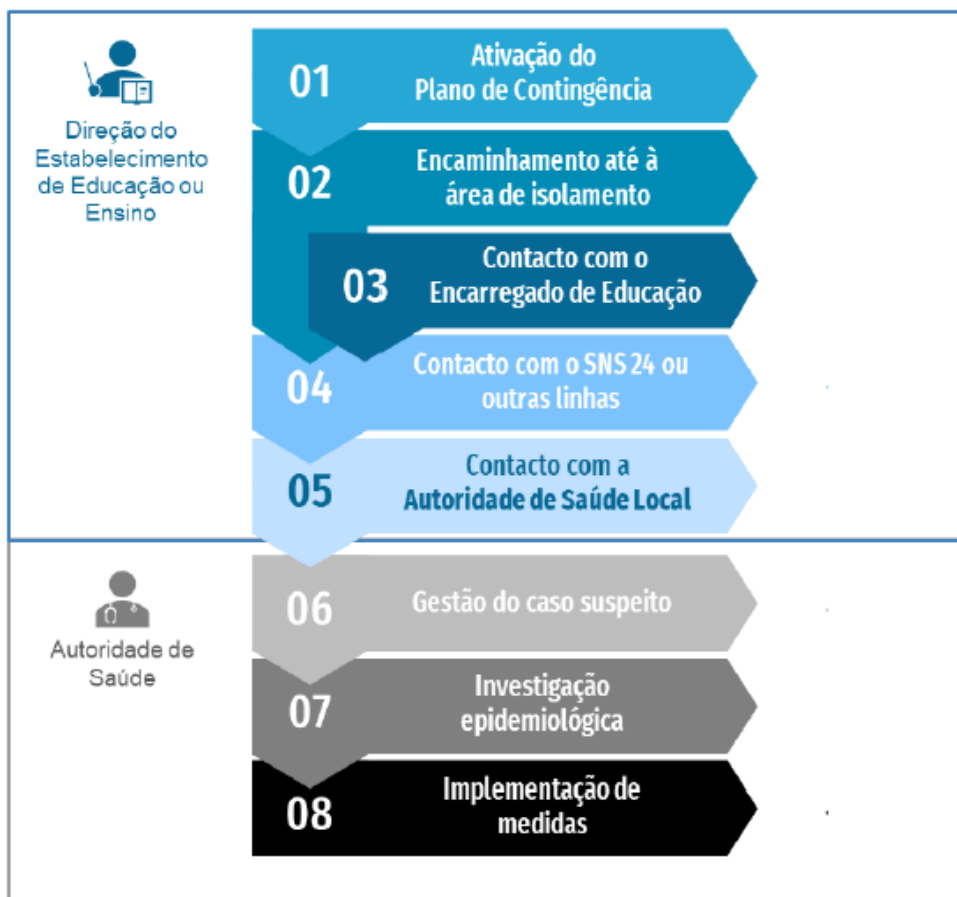 Direção do
Estabelecimento
de Educação ou
Ensino
01
Ativação do
Plano de Contingência
02
Encaminhamento até à
área de isolamento
03
Contacto com o
Encarregado de Educação
04
Contacto com o SNS 24 ou
outras linhas
05
Contacto com a
Autoridade de Saúde Local
Autoridade de
Saúde
06
Gestão do caso suspeito
07
Investigação
epidemiológica
08
Implementação de
medidas